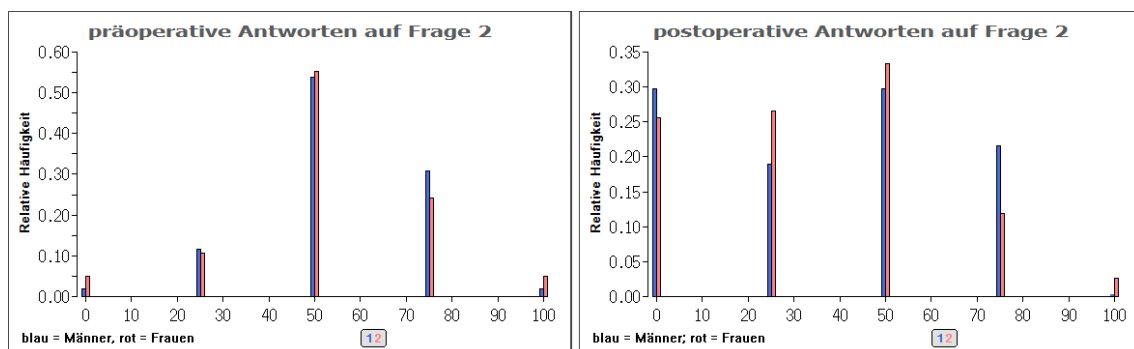 präoperative Antworten auf Frage 2
0.60
0.50
0.40
0.30
0.20
0.10
0.00
Relative Häufigkeit
0 10 20 30 40 50 60 70 80 90 100
blau = Männer, rot = Frauen
12
postoperative Antworten auf Frage 2
0.35
0.30
0.25
0.20
0.15
0.10
0.05
0.00
Relative Häufigkeit
0 10 20 30 40 50 60 70 80 90 100
blau = Männer; rot = Frauen
12